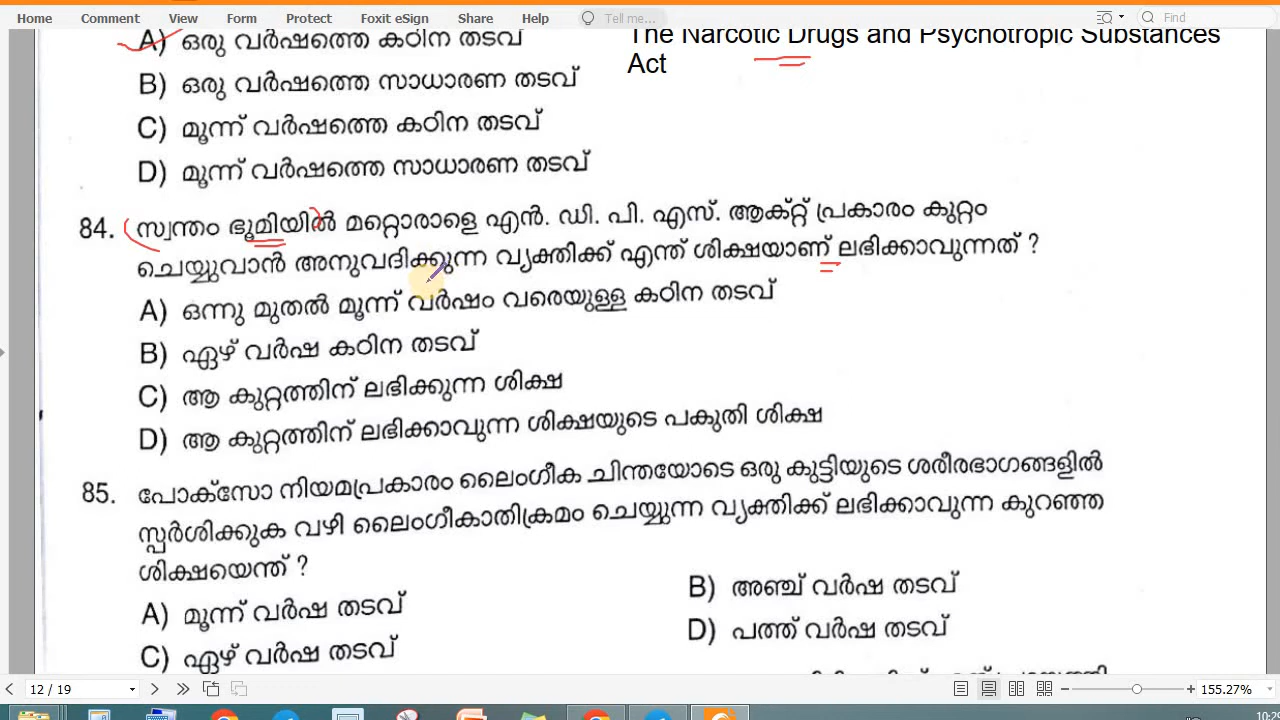 Home Comment View Form Protect Foxit eSign Share Help Tell me... Find
A) ഒരു വർഷത്തെ കഠിന തടവ്
The Narcotic Drugs and Psychotropic Substances
Act
B) ഒരു വർഷത്തെ സാധാരണ തടവ്
C) മൂന്ന് വർഷത്തെ കഠിന തടവ്
D) മൂന്ന് വർഷത്തെ സാധാരണ തടവ്
84. സ്വന്തം ഭൂമിയിൽ മറ്റൊരാളെ എൻ. ഡി. പി. എസ്. ആക്റ്റ് പ്രകാരം കുറ്റം
ചെയ്യുവാൻ അനുവദിക്കുന്ന വ്യക്തിക്ക് എന്ത് ശിക്ഷയാണ് ലഭിക്കാവുന്നത് ?
A) ഒന്നു മുതൽ മൂന്ന് വർഷം വരെയുള്ള കഠിന തടവ്
B) ഏഴ് വർഷ കഠിന തടവ്
C) ആ കുറ്റത്തിന് ലഭിക്കുന്ന ശിക്ഷ
D) ആ കുറ്റത്തിന് ലഭിക്കാവുന്ന ശിക്ഷയുടെ പകുതി ശിക്ഷ
85. പോക്സോ നിയമപ്രകാരം ലൈംഗീക ചിന്തയോടെ ഒരു കുട്ടിയുടെ ശരീരഭാഗങ്ങളിൽ
സ്പർശിക്കുക വഴി ലൈംഗീകാതിക്രമം ചെയ്യുന്ന വ്യക്തിക്ക് ലഭിക്കാവുന്ന കുറഞ്ഞ
ശിക്ഷയെന്ത് ?
A) മൂന്ന് വർഷ തടവ്
B) അഞ്ച് വർഷ തടവ്
C) ഏഴ് വർഷ തടവ്
D) പത്ത് വർഷ തടവ്
12 / 19 155.27%